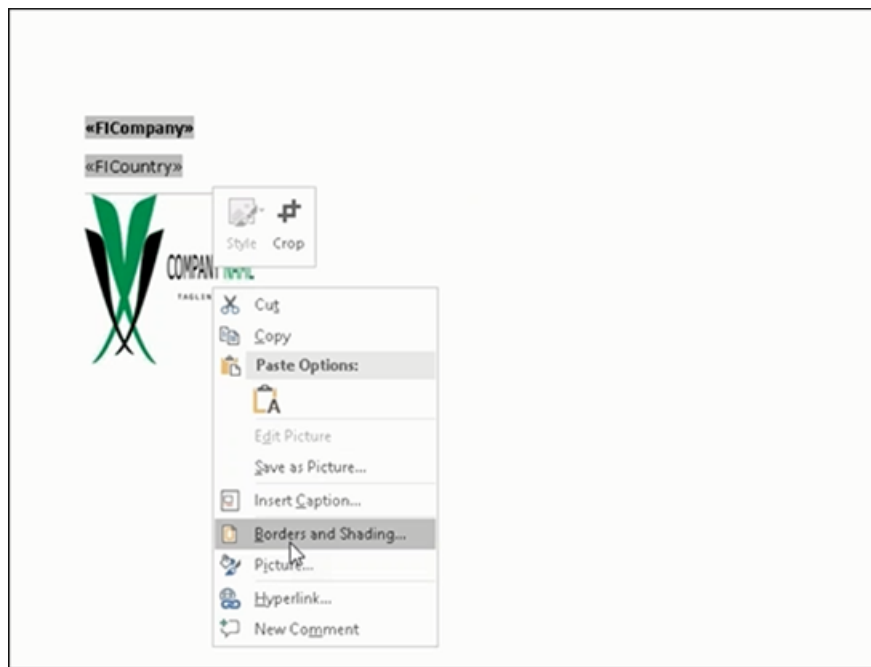 «FICompany»
«FICountry»
Style Crop
COMPANY NAME
Cut
Copy
Paste Options:
Edit Picture
Save as Picture...
Insert Caption...
Borders and Shading...
Picture...
Hyperlink...
New Comment